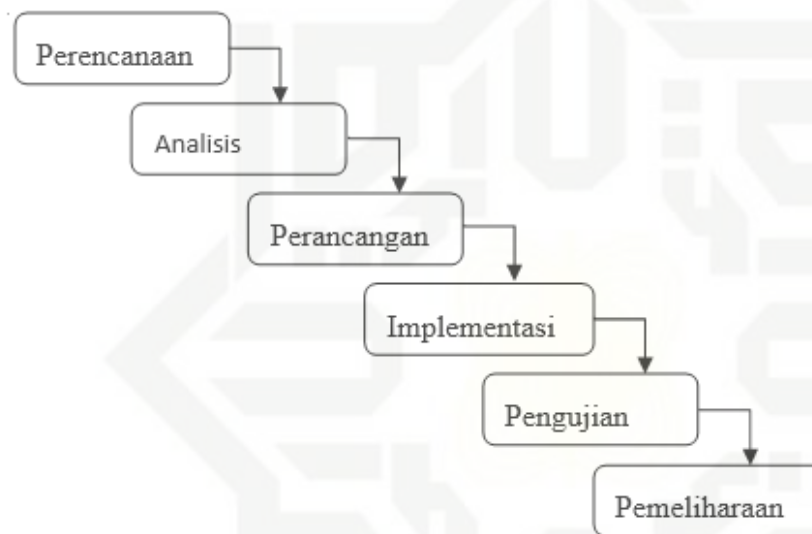 Perencanaan
Analisis
Perancangan
Implementasi
Pengujian
Pemeliharaan